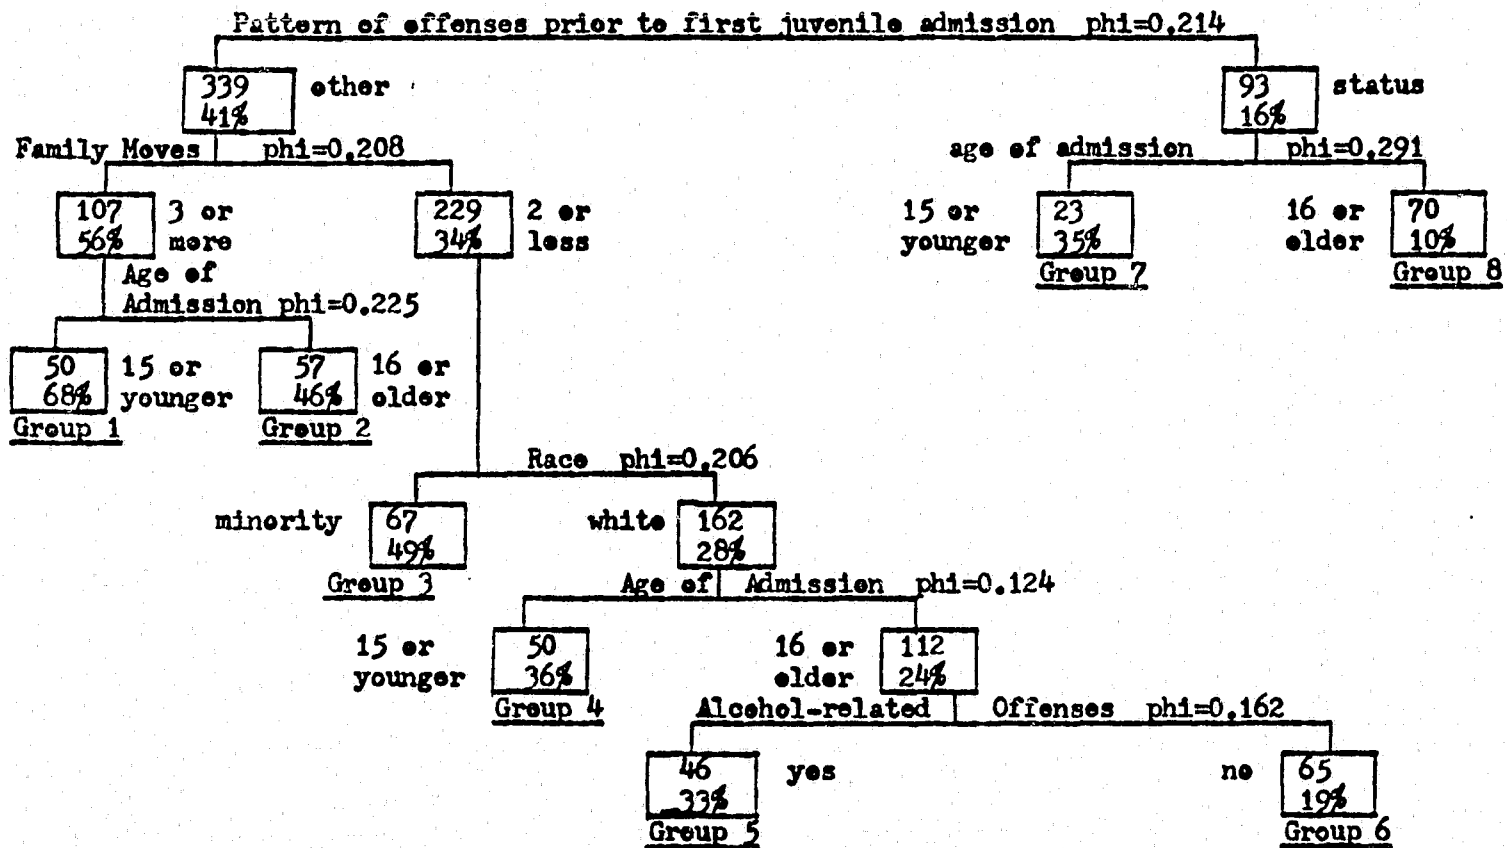 Pattern of offenses prior to first juvenile admission phi=0.214
339 other
41%
93 status
16%
Family Moves phi=0.208
age of admission phi=0.291
107 3 or
56% more
229 2 or
34% less
15 or 23
younger 35%
Group 7
16 or 70
older 10%
Group 8
Age of
Admission phi=0.225
50 15 or
68% younger
Group 1
57 16 or
46% older
Group 2
Race phi=0.206
minority 67
49%
Group 3
white 162
28%
Age of Admission phi=0.124
15 or 50
younger 36%
Group 4
16 or 112
older 24%
Alcohol-related Offenses phi=0.162
46 yes
33%
Group 5
no 65
19%
Group 6